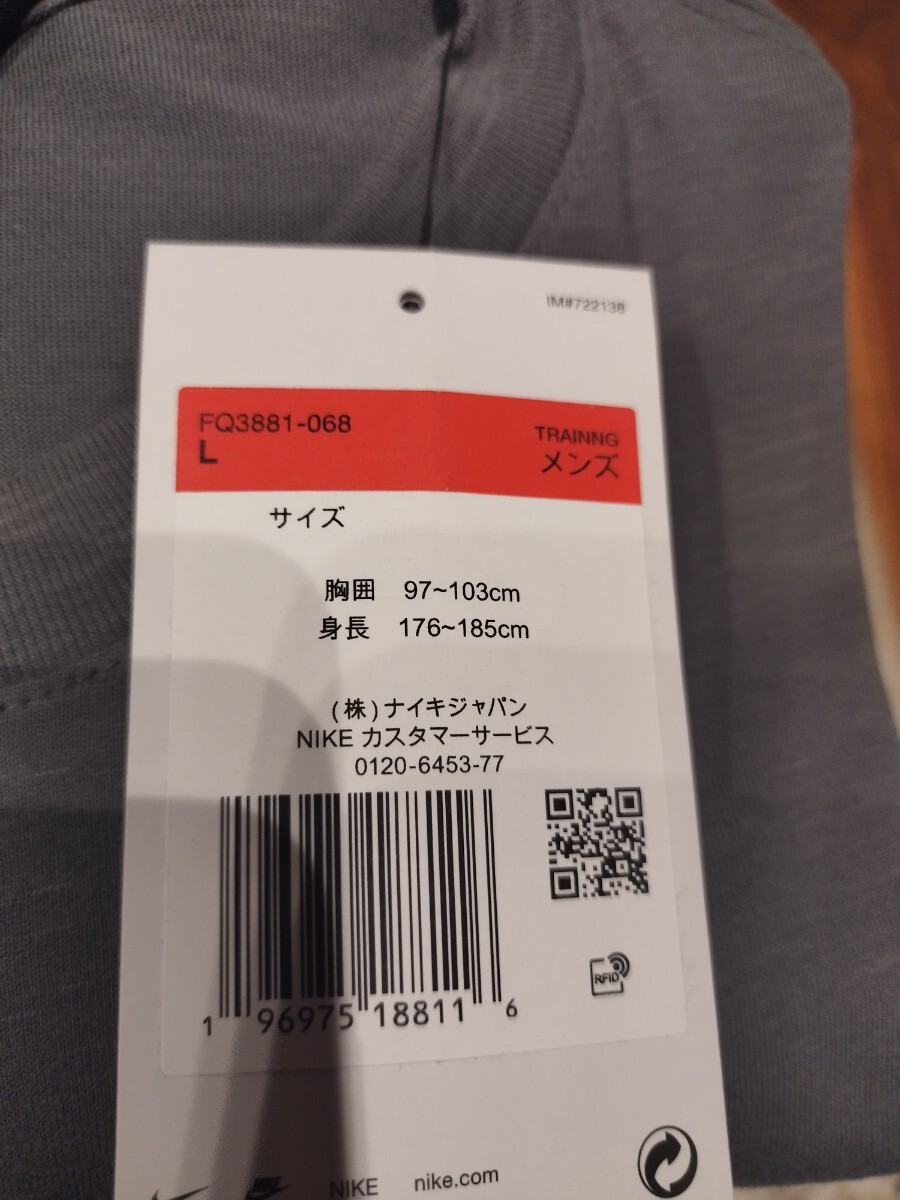 IM#722138
FQ3881-068
L
TRAINNG
メンズ
サイズ
胸囲 97~103cm
身長 176~185cm
(株)ナイキジャパン
NIKE カスタマーサービス
0120-6453-77
RFID
1 96975 18811 6
NIKE nike.com